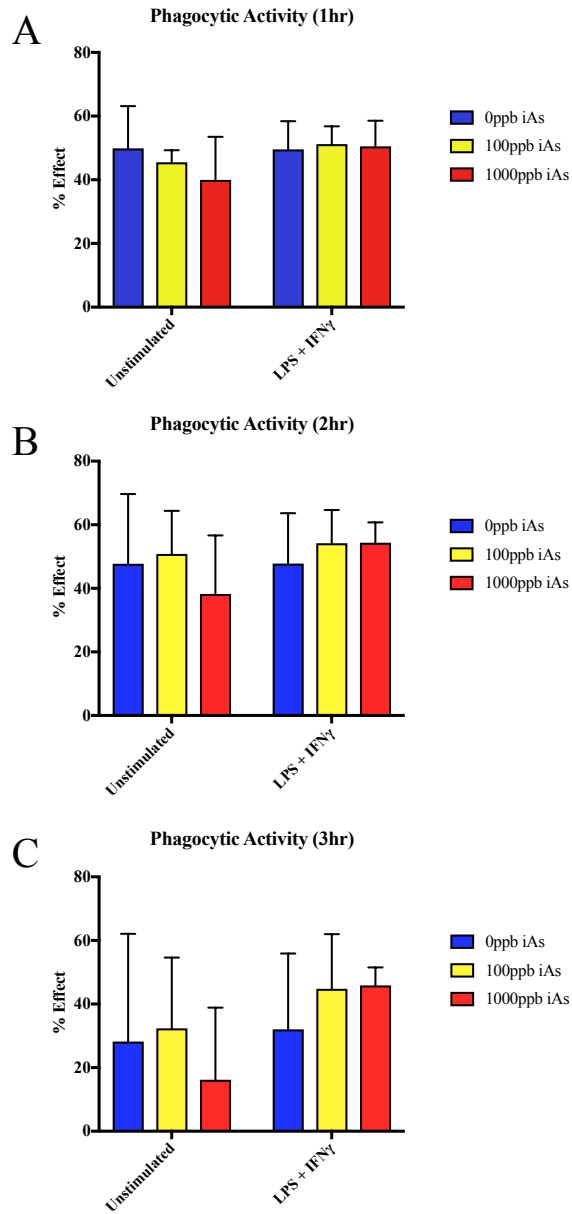 A
Phagocytic Activity (1hr)
% Effect
80
60
40
20
0
Unstimulated
LPS + IFNγ
0ppb iAs
100ppb iAs
1000ppb iAs
B
Phagocytic Activity (2hr)
% Effect
80
60
40
20
0
Unstimulated
LPS + IFNγ
0ppb iAs
100ppb iAs
1000ppb iAs
C
Phagocytic Activity (3hr)
% Effect
80
60
40
20
0
Unstimulated
LPS + IFNγ
0ppb iAs
100ppb iAs
1000ppb iAs